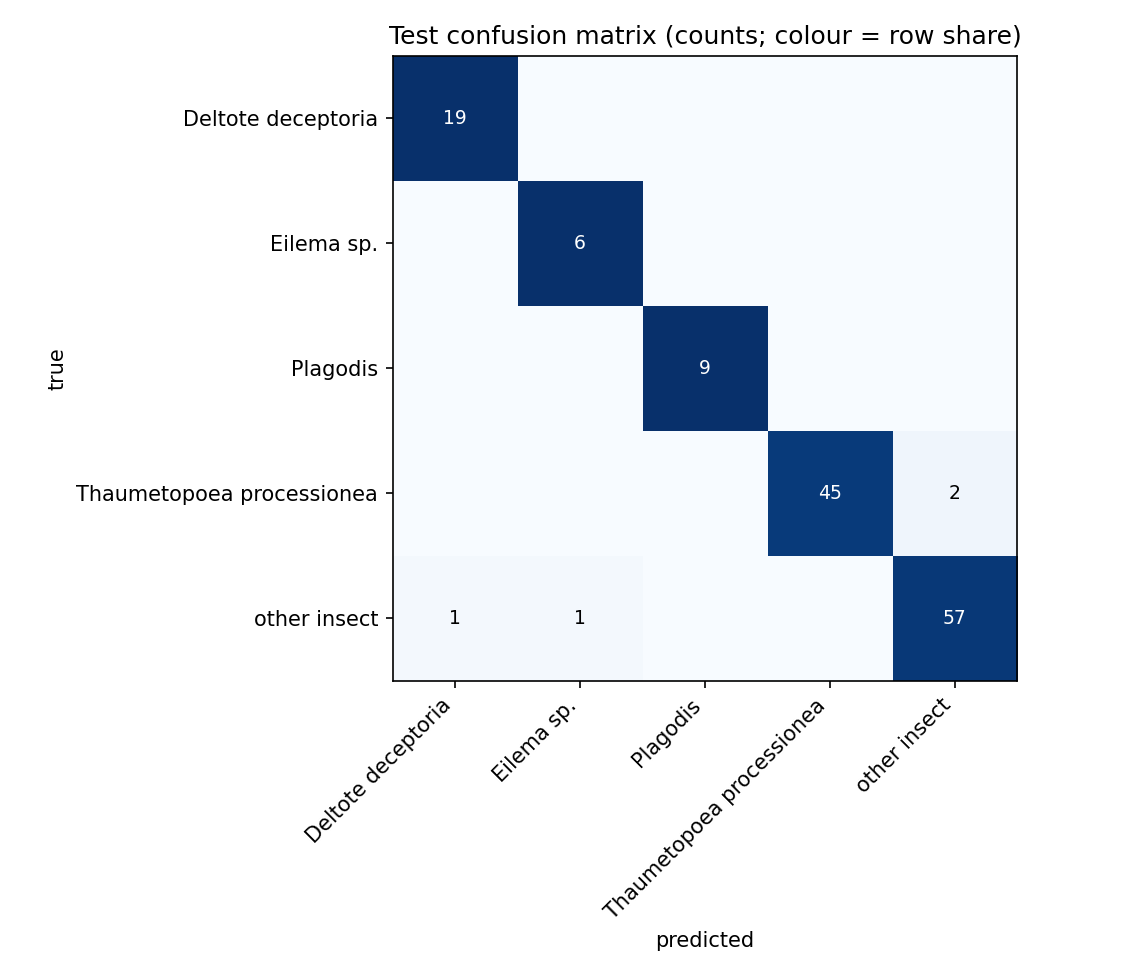 Test confusion matrix (counts; colour = row share)
Deltote deceptoria
19
Eilema sp.
6
Plagodis
9
Thaumetopoea processionea
45
2
other insect
1
1
57
true
Deltote deceptoria
Eilema sp.
Plagodis
Thaumetopoea processionea
other insect
predicted